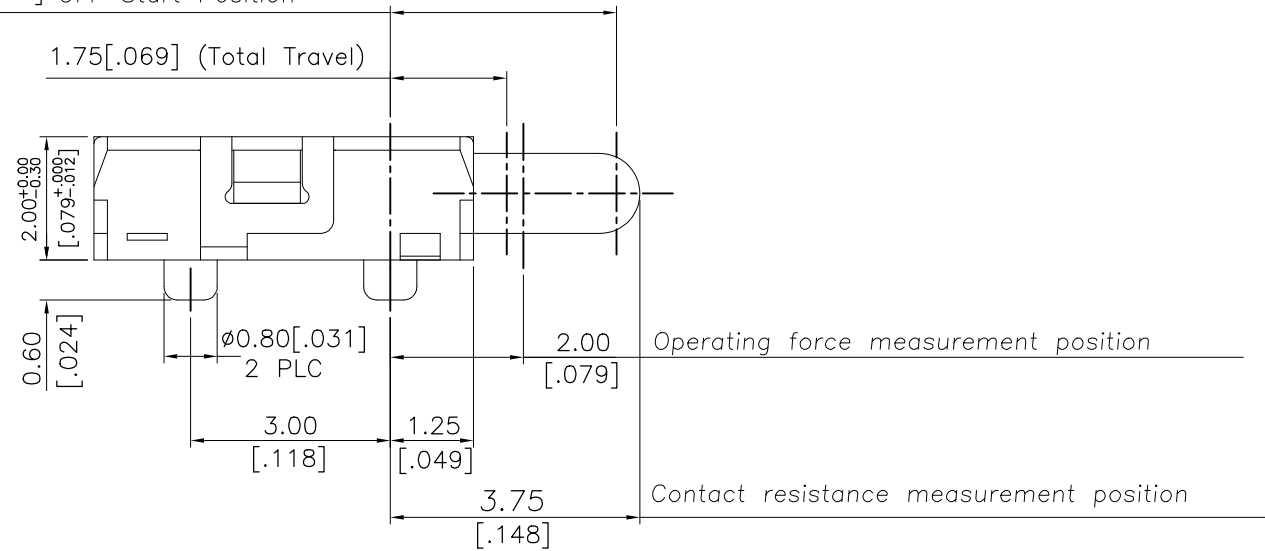 Start Position
1.75[.069] (Total Travel)
2.00+0.00
-0.30
[.079+.000
-.012]
0.60
[.024]
ø0.80[.031]
2 PLC
2.00
[.079]
Operating force measurement position
3.00
[.118]
1.25
[.049]
3.75
[.148]
Contact resistance measurement position